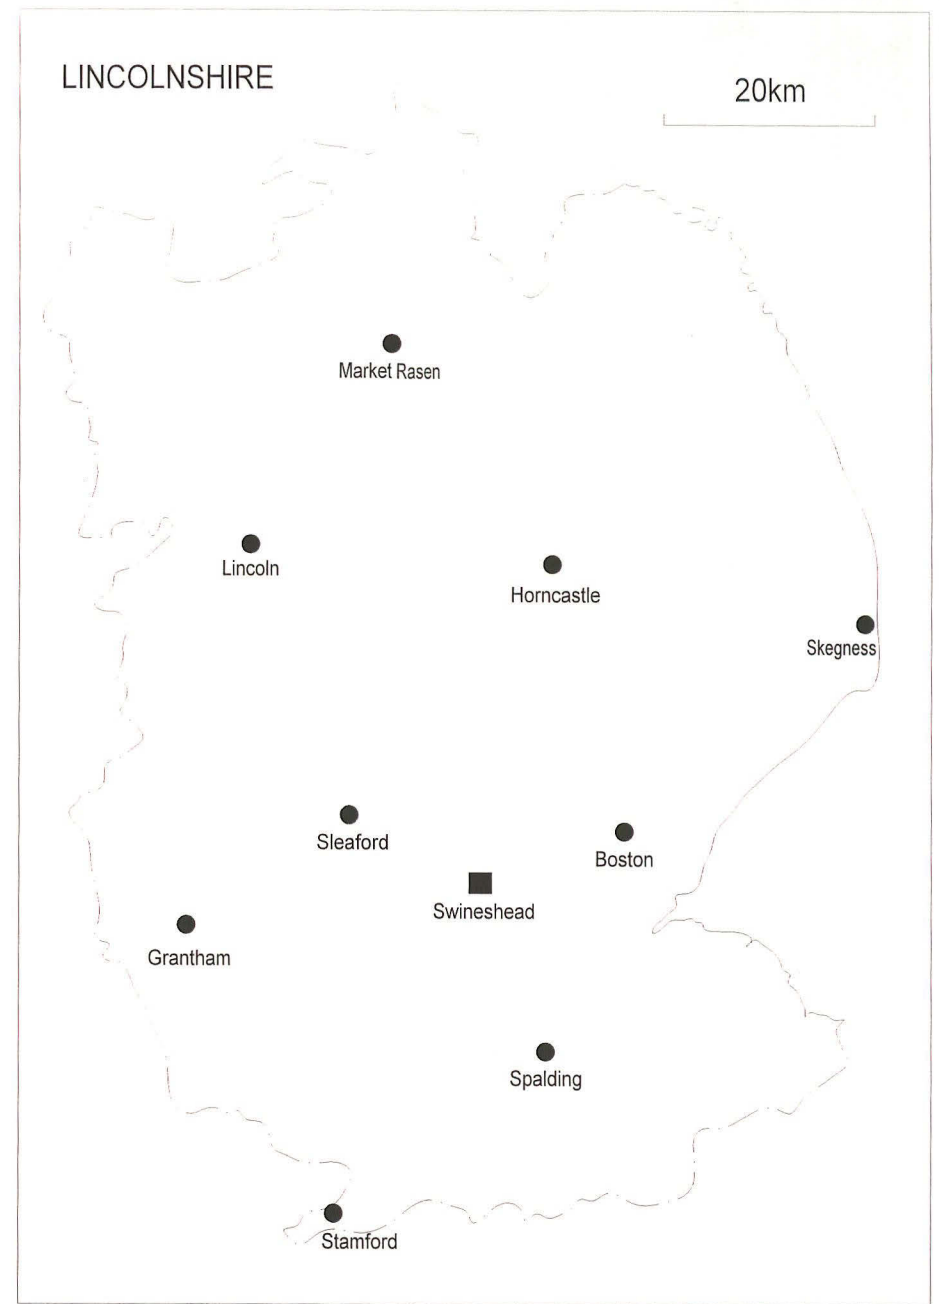 LINCOLNSHIRE
20km
Market Rasen
Lincoln
Horncastle
Skegness
Sleaford
Boston
Swineshead
Grantham
Spalding
Stamford